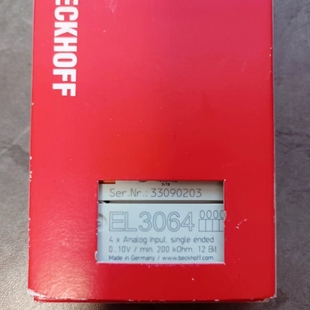 BECKHOFF
Ser.Nr.: 33090203
EL3064
4 x Analog Input, single ended
0..10V / min. 200 kOhm, 12 Bit
Made in Germany / www.beckhoff.com